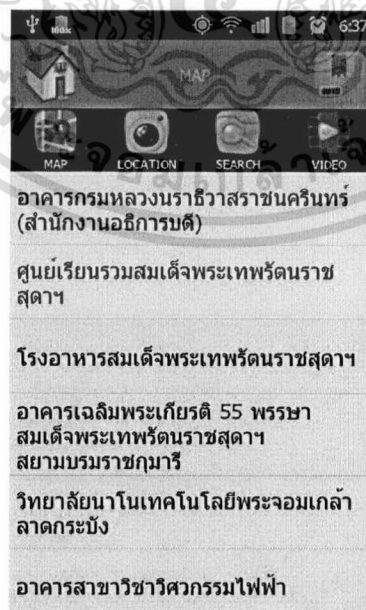 100% 6:37
MAP
MAP LOCATION SEARCH VIDEO
อาคารกรมหลวงนราธิวาสราชนครินทร์
(สำนักงานอธิการบดี)
ศูนย์เรียนรวมสมเด็จพระเทพรัตนราช
สุดาฯ
โรงอาหารสมเด็จพระเทพรัตนราชสุดาฯ
อาคารเฉลิมพระเกียรติ 55 พรรษา
สมเด็จพระเทพรัตนราชสุดาฯ
สยามบรมราชกุมารี
วิทยาลัยนาโนเทคโนโลยีพระจอมเกล้า
ลาดกระบัง
อาคารสาขาวิชาวิศวกรรมไฟฟ้า